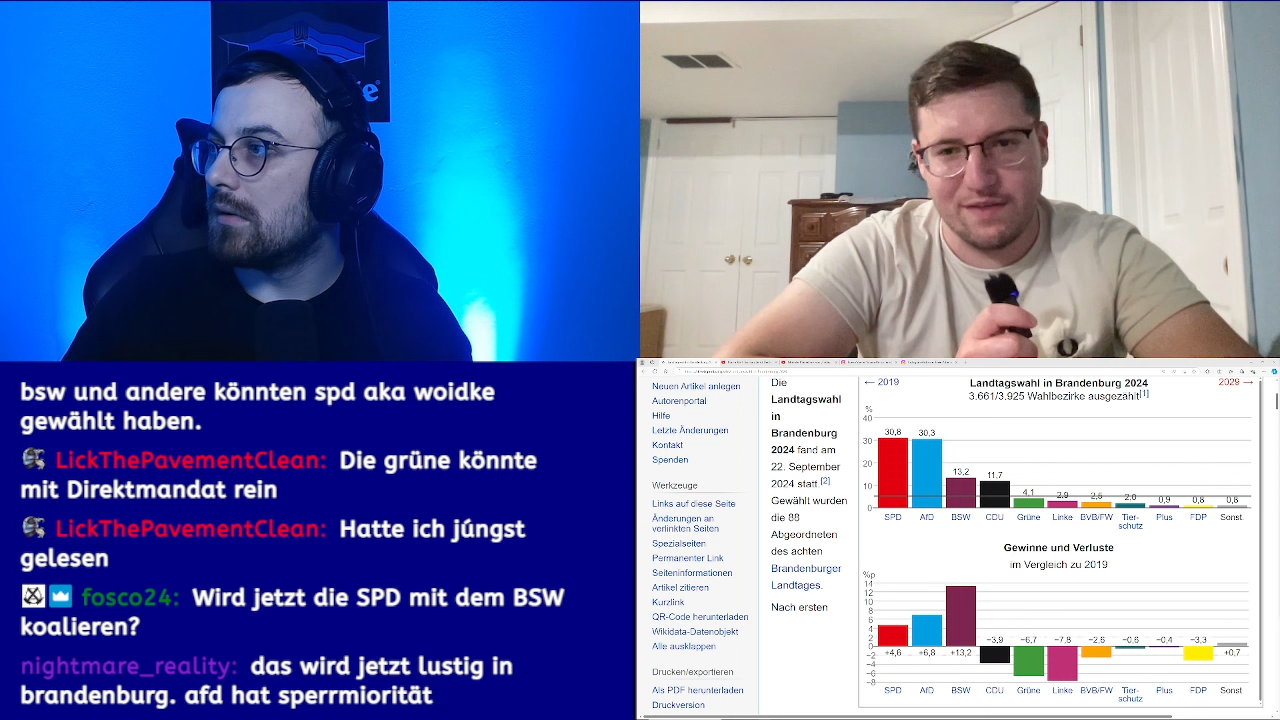 bsw und andere könnten spd aka woidke
gewählt haben.
LickThePavementClean: Die grüne könnte
mit Direktmandat rein
LickThePavementClean: Hatte ich júngst
gelesen
fosco24: Wird jetzt die SPD mit dem BSW
koalieren?
nightmare_reality: das wird jetzt lustig in
brandenburg. afd hat sperrmiorität
Neuen Artikel anlegen
Autorenportal
Hilfe
Letzte Änderungen
Kontakt
Spenden
Werkzeuge
Links auf diese Seite
Änderungen an
verlinkten Seiten
Spezialseiten
Permanenter Link
Seiteninformationen
Artikel zitieren
Kurzlink
QR-Code herunterladen
Wikidata-Datenobjekt
Alle ausklappen
Drucken/exportieren
Als PDF herunterladen
Druckversion
Die
Landtagswahl
in
Brandenburg
2024 fand am
22. September
2024 statt.[2]
Gewählt wurden
die 88
Abgeordneten
des achten
Brandenburger
Landtages.
Nach ersten
← 2019
Landtagswahl in Brandenburg 2024
2029 →
3.661/3.925 Wahlbezirke ausgezählt[1]
%
40
30
20
10
0
30,8 30,3 13,2 11,7 4,1 2,9 2,6 2,0 0,9 0,8 0,8
SPD AfD BSW CDU Grüne Linke BVB/FW Tier-
schutz
Plus FDP Sonst.
Gewinne und Verluste
im Vergleich zu 2019
%p
14
12
10
8
6
4
2
0
−2
−4
−6
−8
+4,6 +6,8 +13,2 −3,9 −6,7 −7,8 −2,5 −0,6 −0,4 −3,3 +0,7
SPD AfD BSW CDU Grüne Linke BVB/FW Tier-
schutz
Plus FDP Sonst.